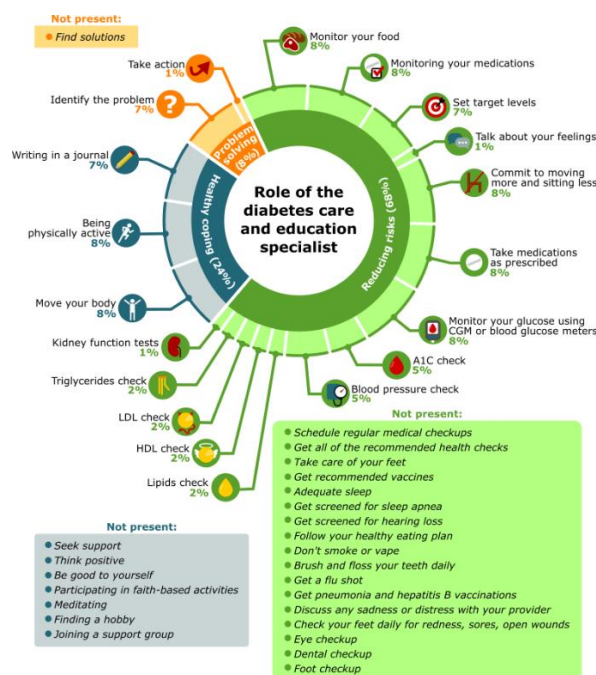 Not present:
Find solutions
Take action
1%
Identify the problem
7%
Writing in a journal
7%
Being
physically active
8%
Move your body
8%
Kidney function tests
1%
Triglycerides check
2%
LDL check
2%
HDL check
2%
Lipids check
2%
Monitor your food
8%
Monitoring your medications
8%
Set target levels
7%
Talk about your feelings
1%
Commit to moving
more and sitting less
8%
Take medications
as prescribed
8%
Monitor your glucose using
CGM or blood glucose meters
8%
A1C check
5%
Blood pressure check
5%
Problem
solving (8%)
Healthy coping (24%)
Reducing risks (68%)
Role of the
diabetes care
and education
specialist
Not present:
Seek support
Think positive
Be good to yourself
Participating in faith-based activities
Meditating
Finding a hobby
Joining a support group
Not present:
Schedule regular medical checkups
Get all of the recommended health checks
Take care of your feet
Get recommended vaccines
Adequate sleep
Get screened for sleep apnea
Get screened for hearing loss
Follow your healthy eating plan
Don't smoke or vape
Brush and floss your teeth daily
Get a flu shot
Get pneumonia and hepatitis B vaccinations
Discuss any sadness or distress with your provider
Check your feet daily for redness, sores, open wounds
Eye checkup
Dental checkup
Foot checkup